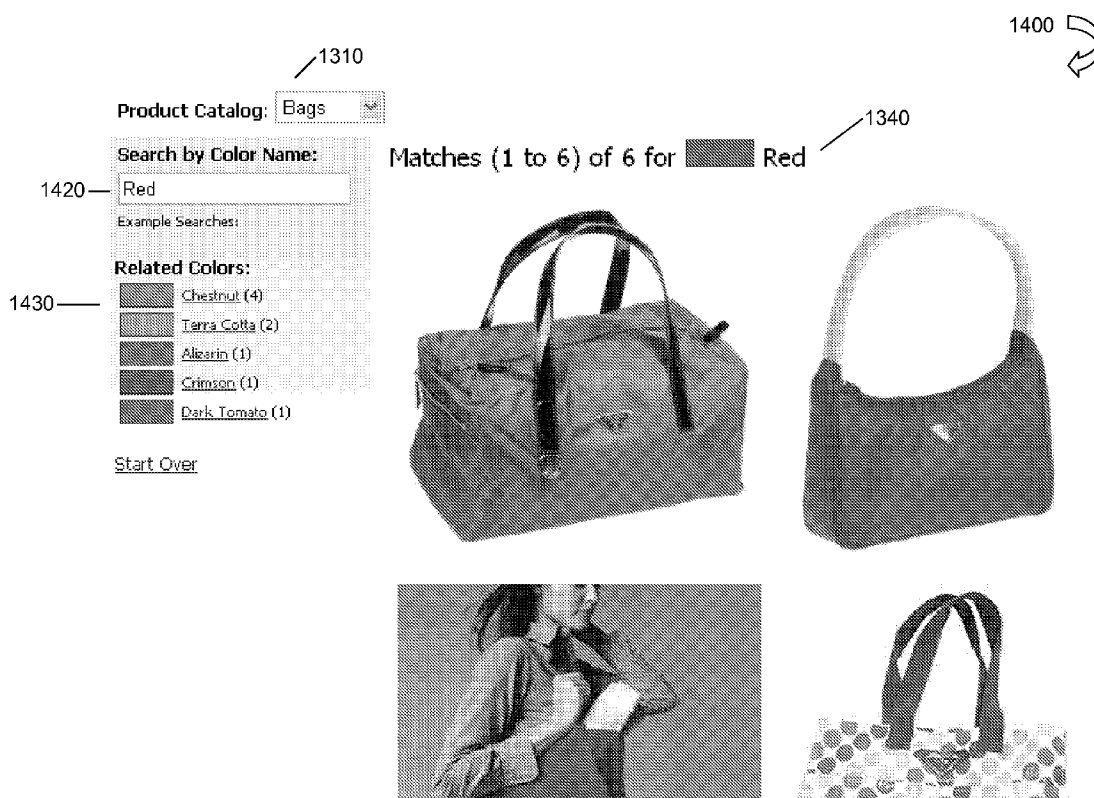 1400
1310
Product Catalog: Bags
1340
Matches (1 to 6) of 6 for Red
Search by Color Name:
1420
Red
Example Searches:
Related Colors:
1430
Chestnut (4)
Terra Cotta (2)
Alizarin (1)
Crimson (1)
Dark Tomato (1)
Start Over